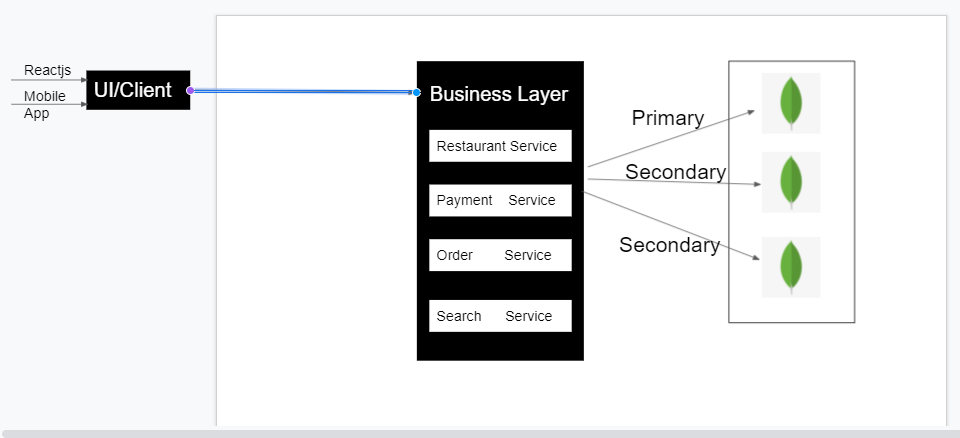 Reactjs
Mobile
App
UI/Client
Business Layer
Restaurant Service
Payment Service
Order Service
Search Service
Primary
Secondary
Secondary